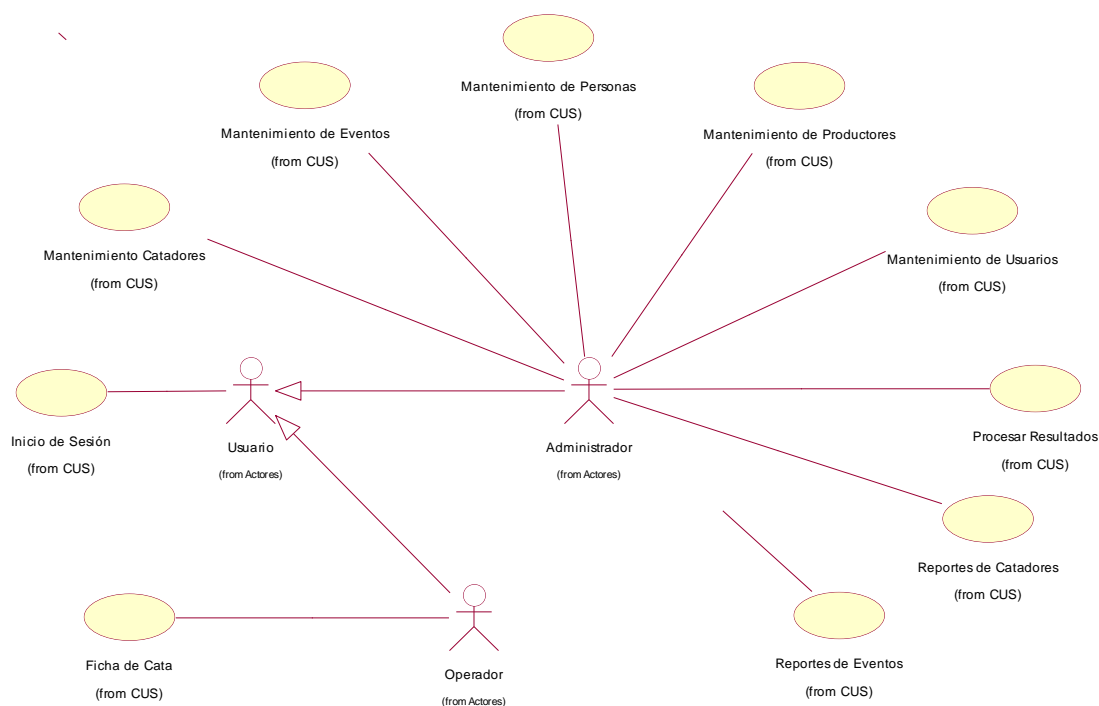 Mantenimiento de Personas
(from CUS)
Mantenimiento de Eventos
(from CUS)
Mantenimiento de Productores
(from CUS)
Mantenimiento Catadores
(from CUS)
Mantenimiento de Usuarios
(from CUS)
Inicio de Sesión
(from CUS)
Usuario
(from Actores)
Administrador
(from Actores)
Procesar Resultados
(from CUS)
Reportes de Catadores
(from CUS)
Ficha de Cata
(from CUS)
Operador
(from Actores)
Reportes de Eventos
(from CUS)